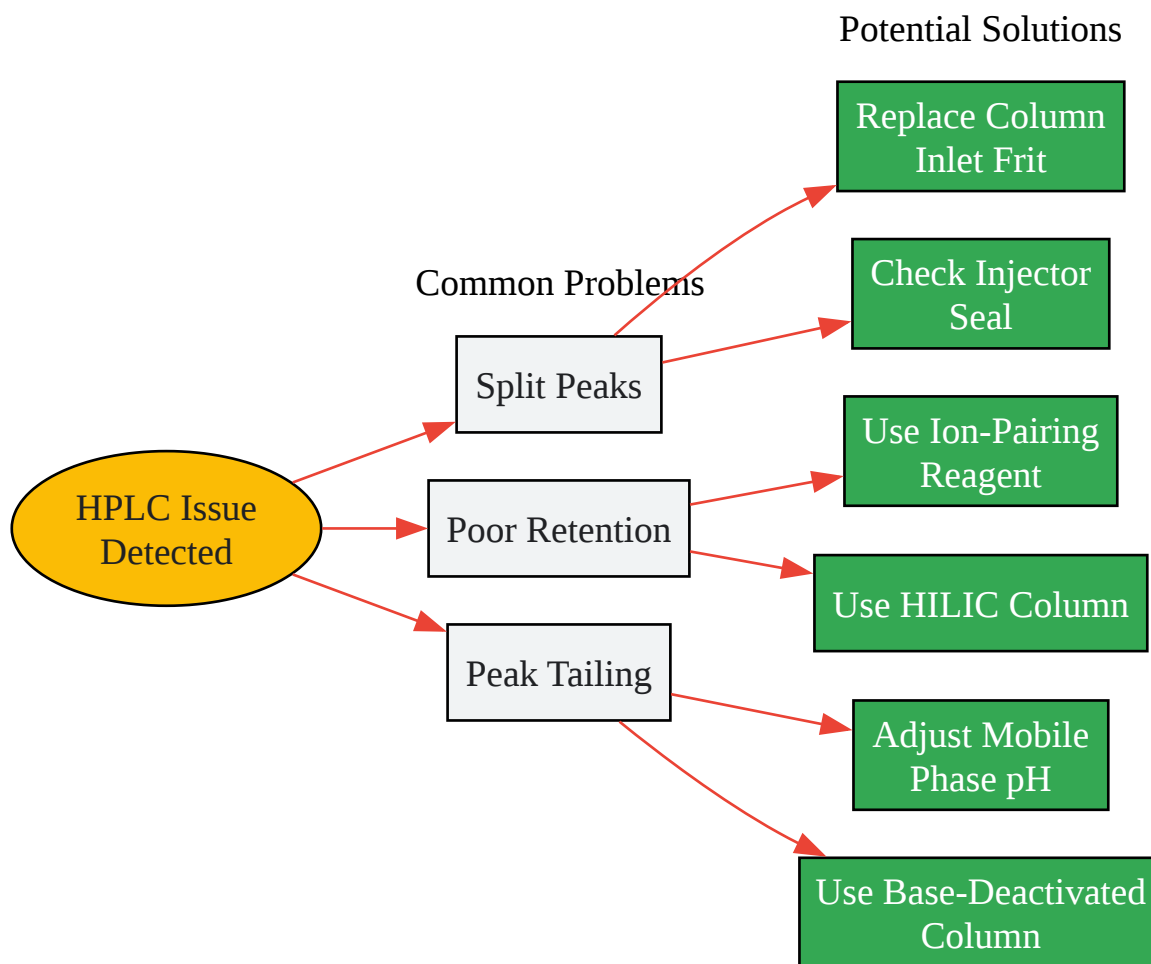 Potential Solutions
Replace Column
Inlet Frit
Check Injector
Seal
Common Problems
Split Peaks
Use Ion-Pairing
Reagent
HPLC Issue
Detected
Poor Retention
Use HILIC Column
Peak Tailing
Adjust Mobile
Phase pH
Use Base-Deactivated
Column